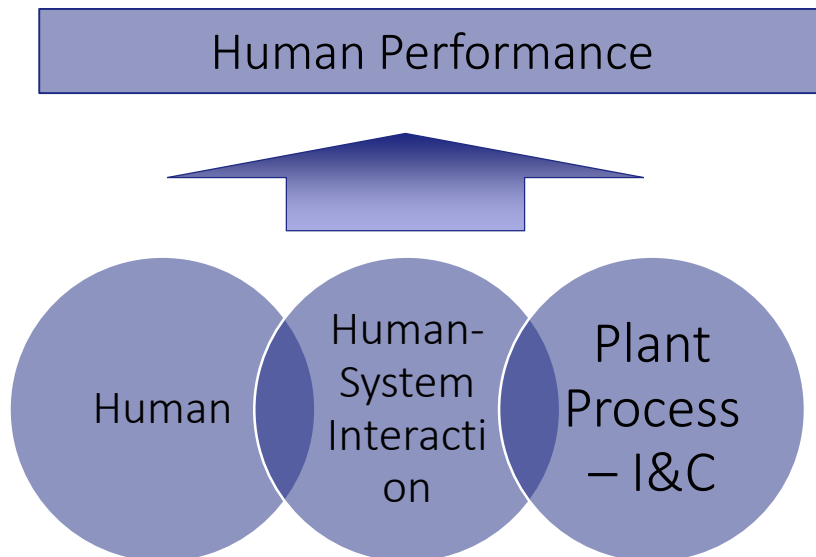 Human Performance
Human
Human-
System
Interacti
on
Plant
Process
– I&C